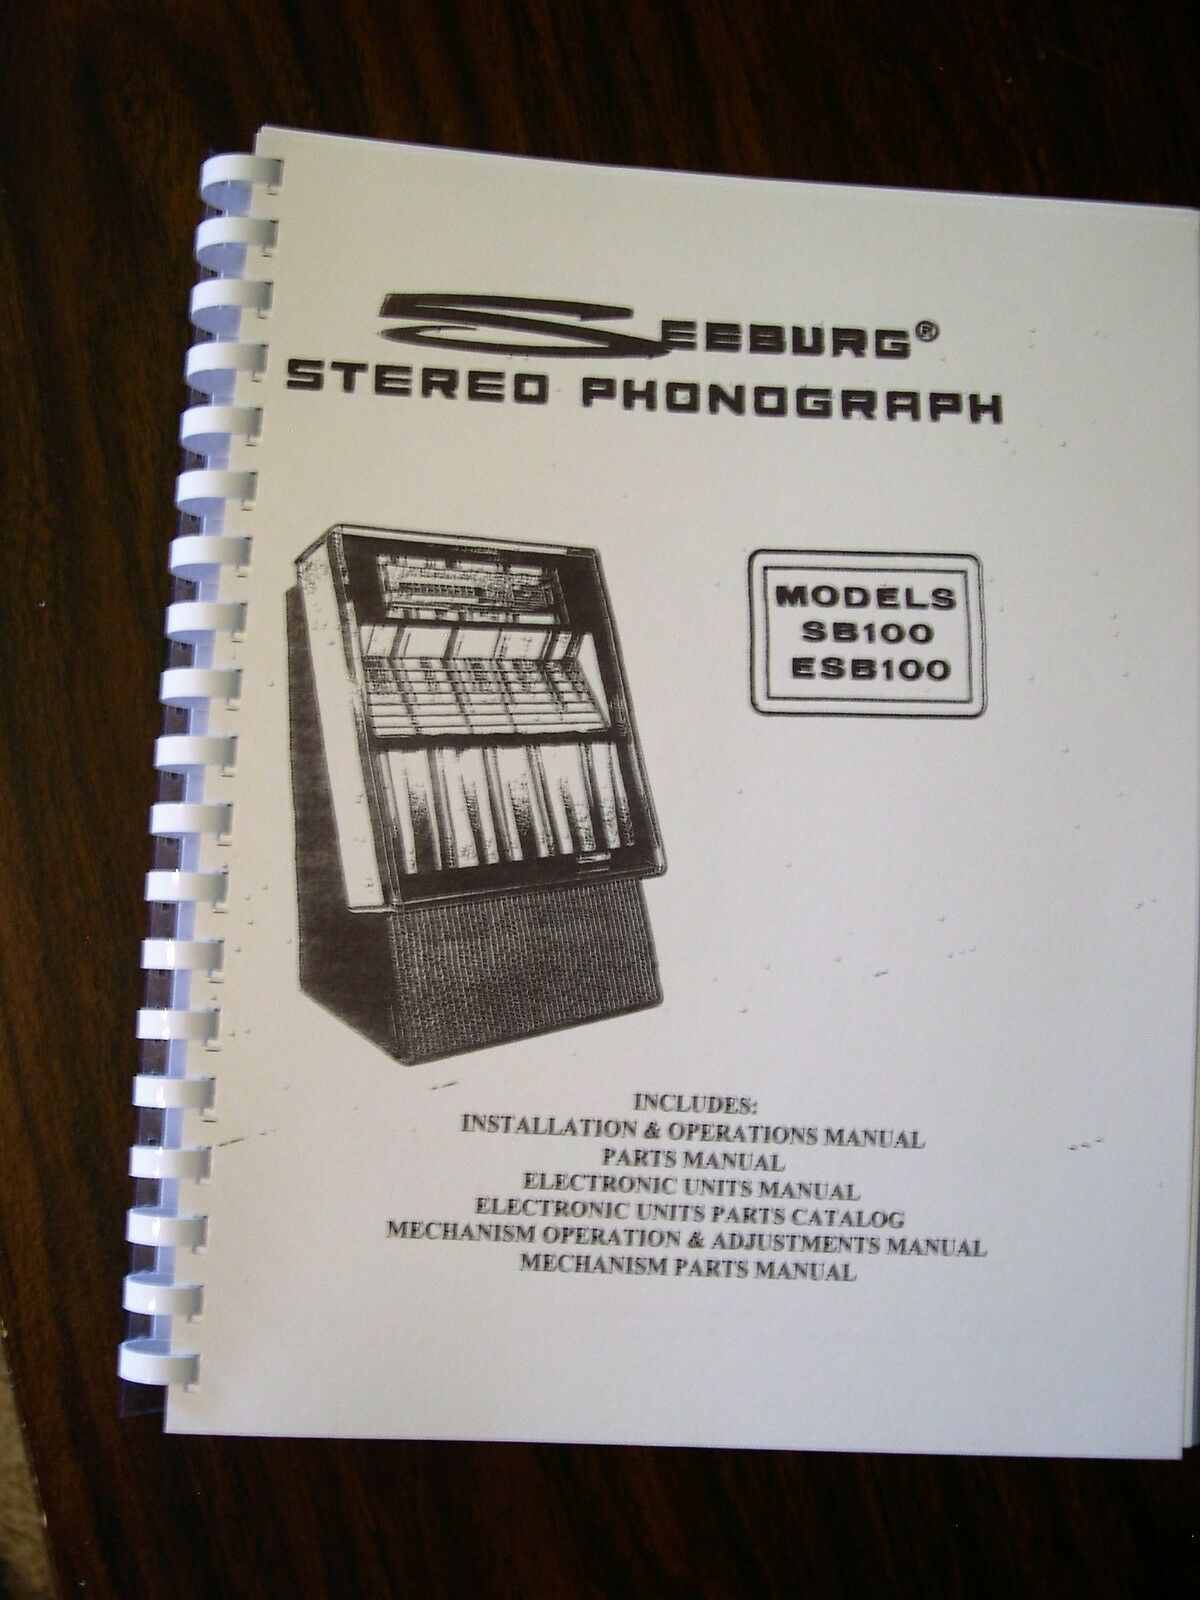 SEEBURG®
STEREO PHONOGRAPH
MODELS
SB100
ESB100
INCLUDES:
INSTALLATION & OPERATIONS MANUAL
PARTS MANUAL
ELECTRONIC UNITS MANUAL
ELECTRONIC UNITS PARTS CATALOG
MECHANISM OPERATION & ADJUSTMENTS MANUAL
MECHANISM PARTS MANUAL